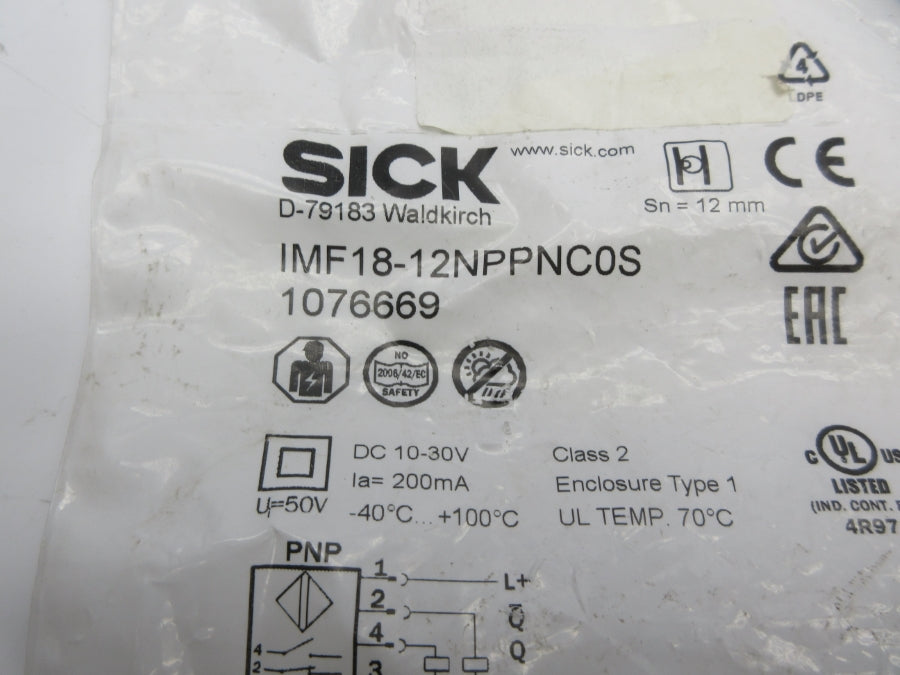 4
LDPE
SICK
www.sick.com
CE
D-79183 Waldkirch
Sn = 12 mm
IMF18-12NPPNC0S
1076669
EAC
NO
2006/42/EC
SAFETY
DC 10-30V
Class 2
Ia= 200mA
Enclosure Type 1
Ui=50V
-40°C... +100°C
UL TEMP. 70°C
C UL US
LISTED
(IND. CONT.
4R97
PNP
1
L+
2
Q̅
4
Q
4
2
3